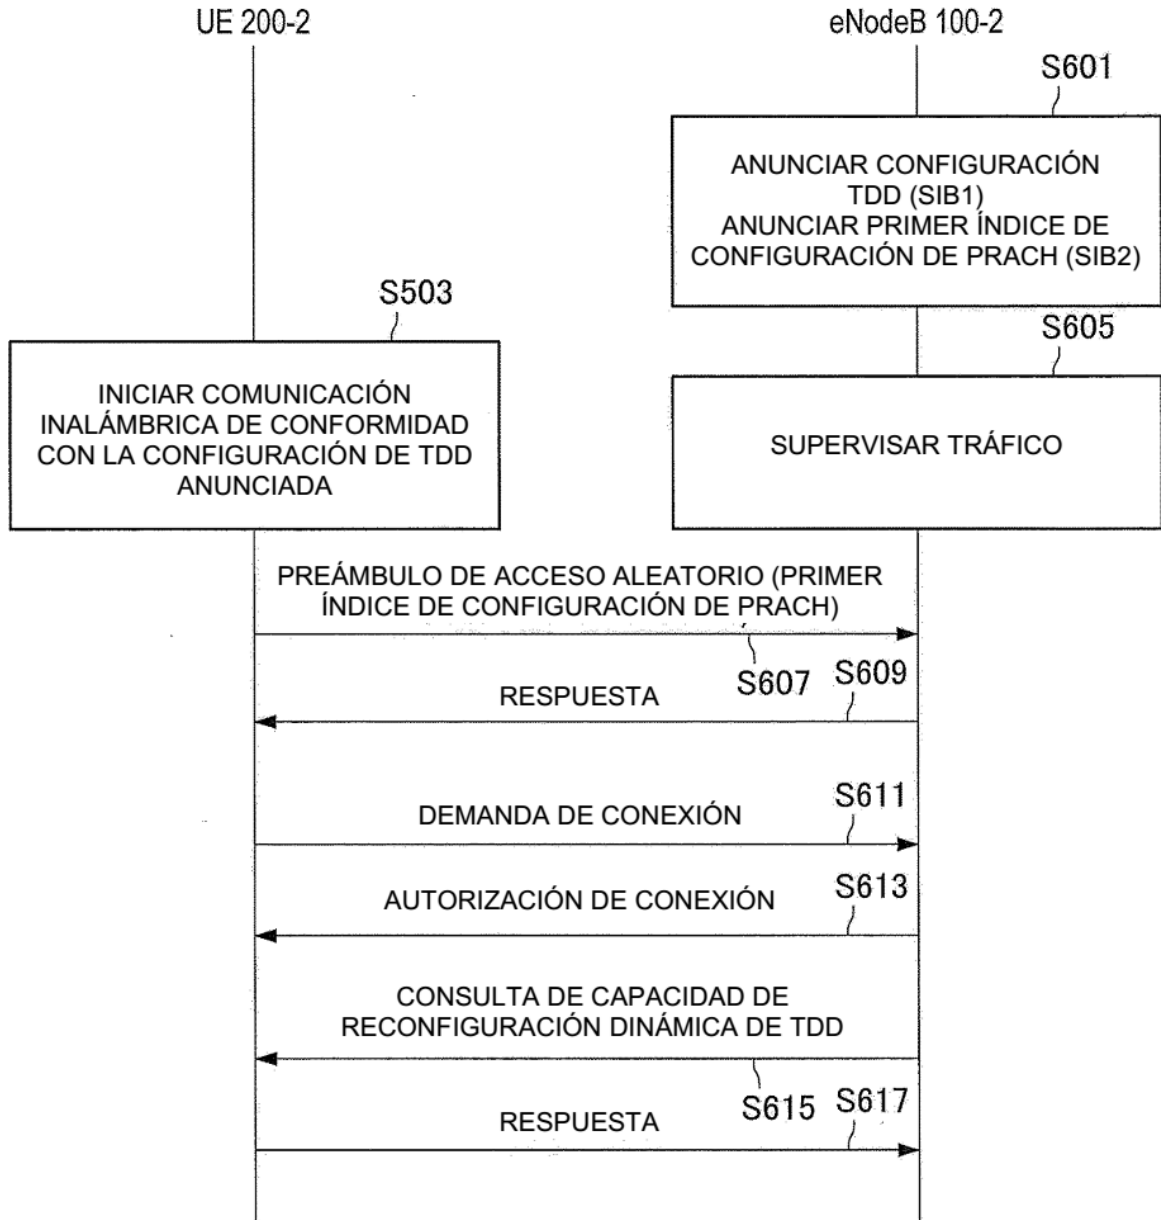 UE 200-2
eNodeB 100-2
S601
ANUNCIAR CONFIGURACIÓN
TDD (SIB1)
ANUNCIAR PRIMER ÍNDICE DE
CONFIGURACIÓN DE PRACH (SIB2)
S503
INICIAR COMUNICACIÓN
INALÁMBRICA DE CONFORMIDAD
CON LA CONFIGURACIÓN DE TDD
ANUNCIADA
S605
SUPERVISAR TRÁFICO
PREÁMBULO DE ACCESO ALEATORIO (PRIMER
ÍNDICE DE CONFIGURACIÓN DE PRACH)
S607
RESPUESTA
S609
DEMANDA DE CONEXIÓN
S611
AUTORIZACIÓN DE CONEXIÓN
S613
CONSULTA DE CAPACIDAD DE
RECONFIGURACIÓN DINÁMICA DE TDD
S615
RESPUESTA
S617